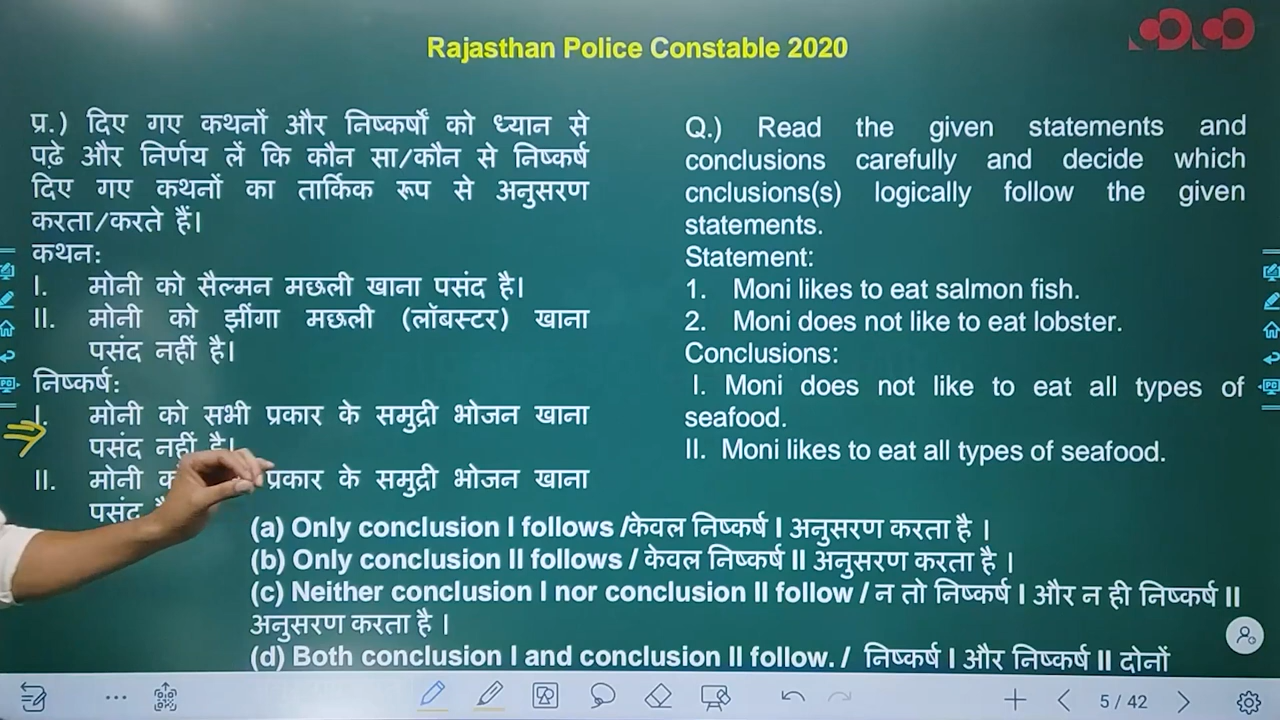 Rajasthan Police Constable 2020
प्र.) दिए गए कथनों और निष्कर्षों को ध्यान से
पढे और निर्णय लें कि कौन सा/कौन से निष्कर्ष
दिए गए कथनों का तार्किक रूप से अनुसरण
करता/करते हैं।
कथन:
I. मोनी को सैल्मन मछली खाना पसंद है।
II. मोनी को झींगा मछली (लॉबस्टर) खाना
पसंद नहीं है।
निष्कर्ष:
I. मोनी को सभी प्रकार के समुद्री भोजन खाना
पसंद नहीं है।
II. मोनी प्रकार के समुद्री भोजन खाना
पसंद
Q.) Read the given statements and
conclusions carefully and decide which
cnclusions(s) logically follow the given
statements.
Statement:
1. Moni likes to eat salmon fish.
2. Moni does not like to eat lobster.
Conclusions:
I. Moni does not like to eat all types of
seafood.
II. Moni likes to eat all types of seafood.
(a) Only conclusion I follows /केवल निष्कर्ष I अनुसरण करता है ।
(b) Only conclusion II follows / केवल निष्कर्ष II अनुसरण करता है ।
(c) Neither conclusion I nor conclusion II follow / न तो निष्कर्ष I और न ही निष्कर्ष II
अनुसरण करता है ।
(d) Both conclusion I and conclusion II follow. / निष्कर्ष I और निष्कर्ष II दोनों
5 / 42